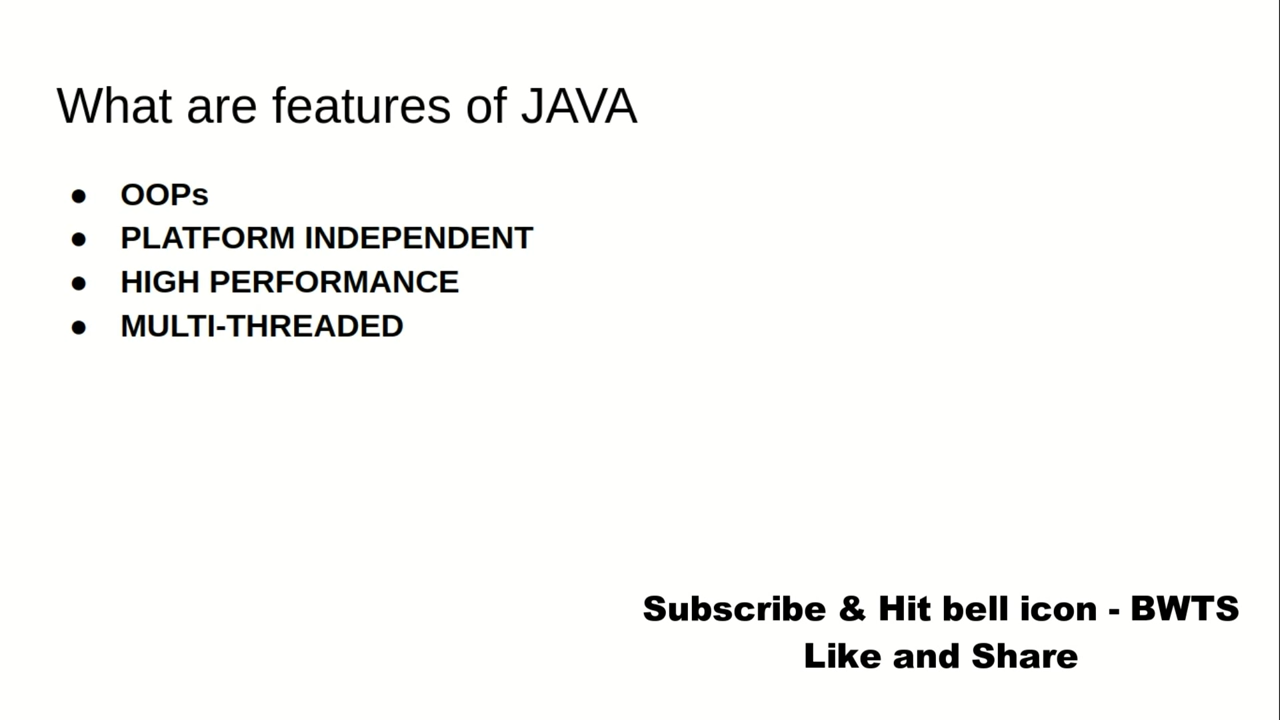 What are features of JAVA
● OOPs
● PLATFORM INDEPENDENT
● HIGH PERFORMANCE
● MULTI-THREADED
Subscribe & Hit bell icon - BWTS
Like and Share